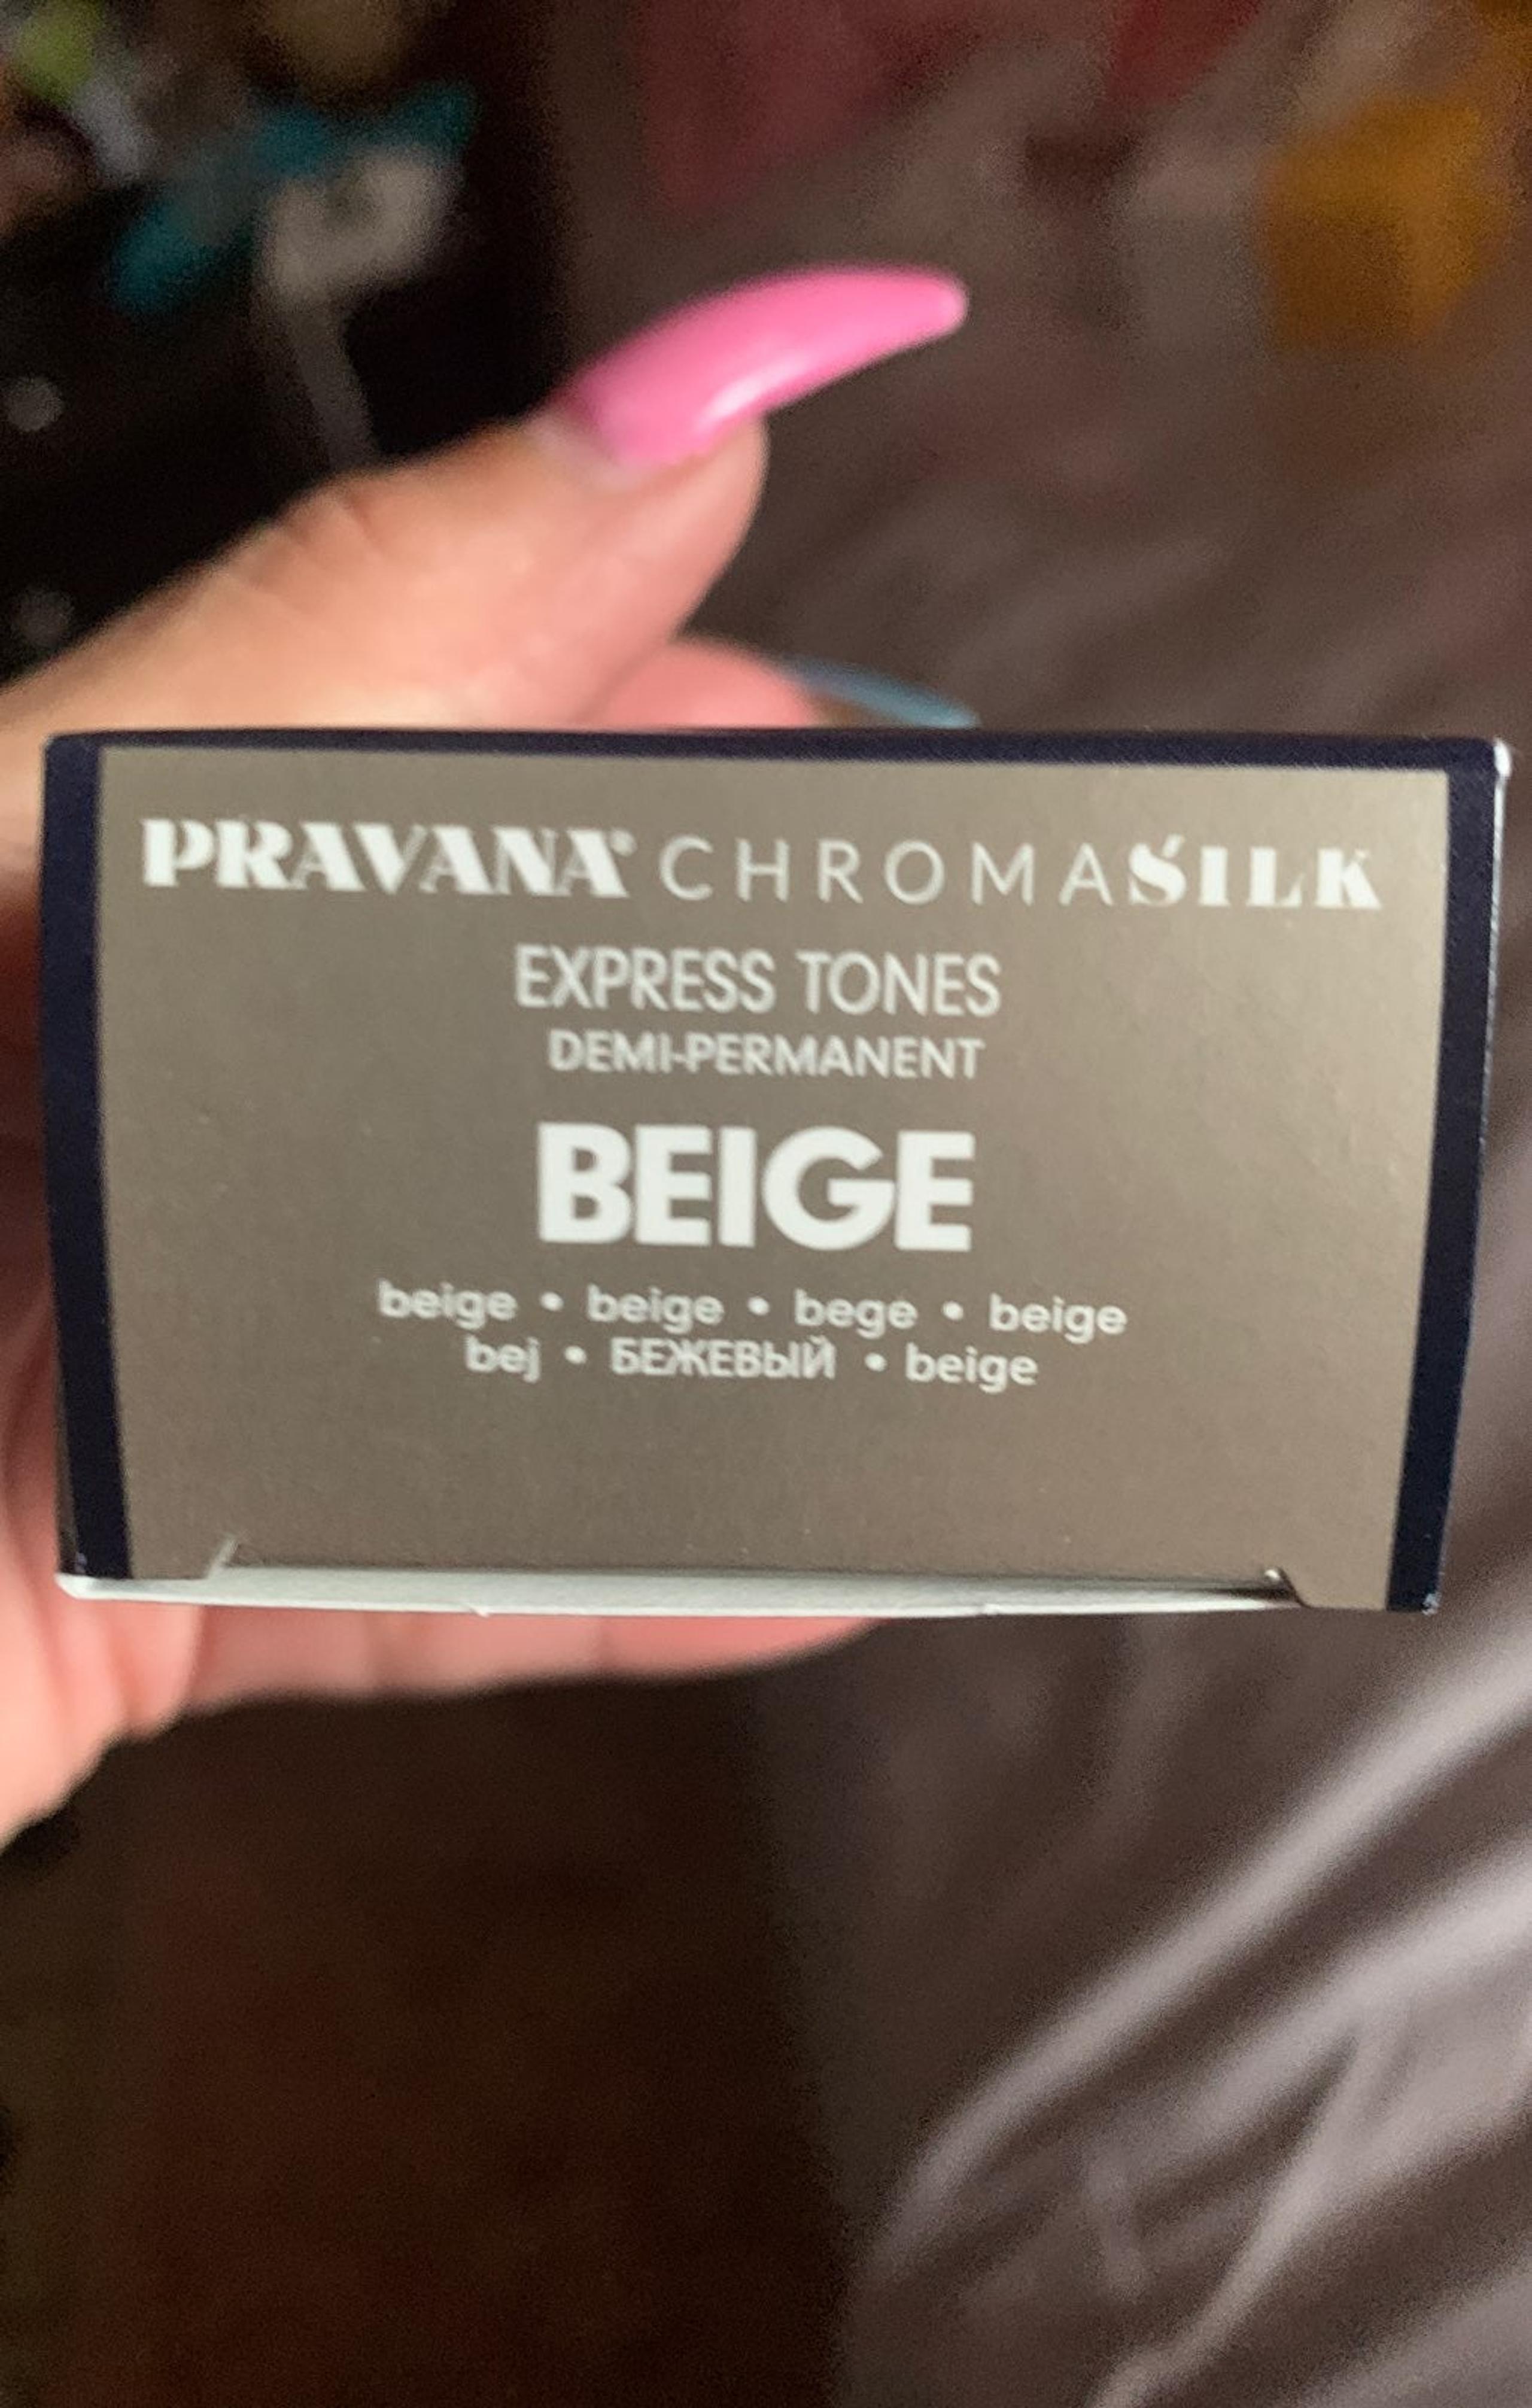 PRAVANA® CHROMASILK
EXPRESS TONES
DEMI-PERMANENT
BEIGE
beige • beige • bege • beige
bej • БЕЖЕВЫЙ • beige